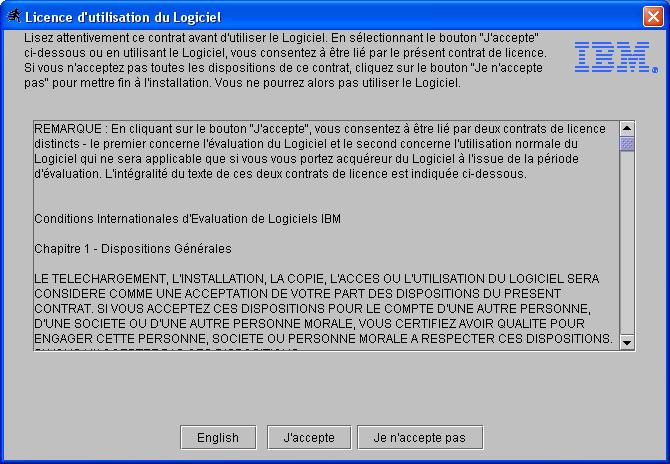 Licence d'utilisation du Logiciel
Lisez attentivement ce contrat avant d'utiliser le Logiciel. En sélectionnant le bouton "J'accepte"
ci-dessous ou en utilisant le Logiciel, vous consentez à être lié par le présent contrat de licence.
Si vous n'acceptez pas toutes les dispositions de ce contrat, cliquez sur le bouton "Je n'accepte
pas" pour mettre fin à l'installation. Vous ne pourrez alors pas utiliser le Logiciel.
IBM
REMARQUE : En cliquant sur le bouton "J'accepte", vous consentez à être lié par deux contrats de licence
distincts - le premier concerne l'évaluation du Logiciel et le second concerne l'utilisation normale du
Logiciel qui ne sera applicable que si vous vous portez acquéreur du Logiciel à l'issue de la période
d'évaluation. L'intégralité du texte de ces deux contrats de licence est indiquée ci-dessous.
Conditions Internationales d'Evaluation de Logiciels IBM
Chapitre 1 - Dispositions Générales
LE TELECHARGEMENT, L'INSTALLATION, LA COPIE, L'ACCES OU L'UTILISATION DU LOGICIEL SERA
CONSIDERE COMME UNE ACCEPTATION DE VOTRE PART DES DISPOSITIONS DU PRESENT
CONTRAT. SI VOUS ACCEPTEZ CES DISPOSITIONS POUR LE COMPTE D'UNE AUTRE PERSONNE,
D'UNE SOCIETE OU D'UNE AUTRE PERSONNE MORALE, VOUS CERTIFIEZ AVOIR QUALITE POUR
ENGAGER CETTE PERSONNE, SOCIETE OU PERSONNE MORALE A RESPECTER CES DISPOSITIONS.
English
J'accepte
Je n'accepte pas